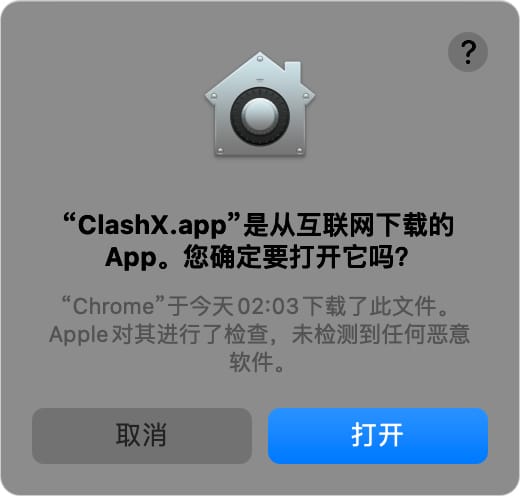 ?
“ClashX.app”是从互联网下载的
App。您确定要打开它吗？
“Chrome”于今天 02:03 下载了此文件。
Apple 对其进行了检查，未检测到任何恶意
软件。
取消
打开